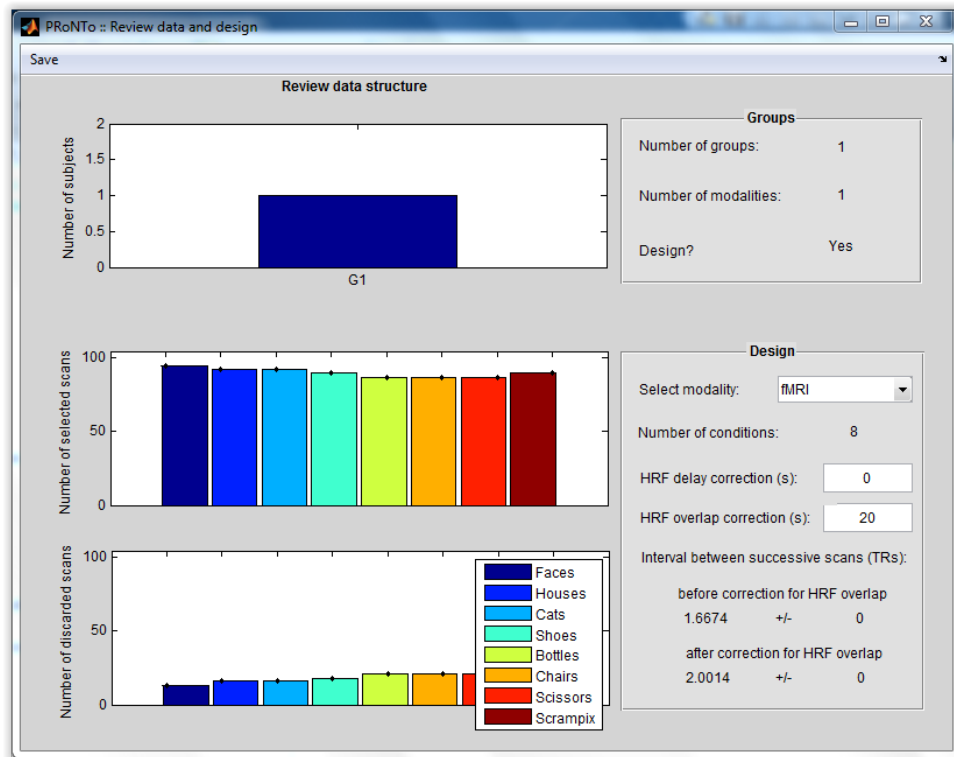 PRoNTo :: Review data and design
Save
Review data structure
Number of subjects
2
1.5
1
0.5
0
G1
Groups
Number of groups: 1
Number of modalities: 1
Design? Yes
Number of selected scans
100
50
0
Number of discarded scans
100
50
0
Faces
Houses
Cats
Shoes
Bottles
Chairs
Scissors
Scrampix
Design
Select modality: fMRI
Number of conditions: 8
HRF delay correction (s): 0
HRF overlap correction (s): 20
Interval between successive scans (TRs):
before correction for HRF overlap
1.6674 +/- 0
after correction for HRF overlap
2.0014 +/- 0